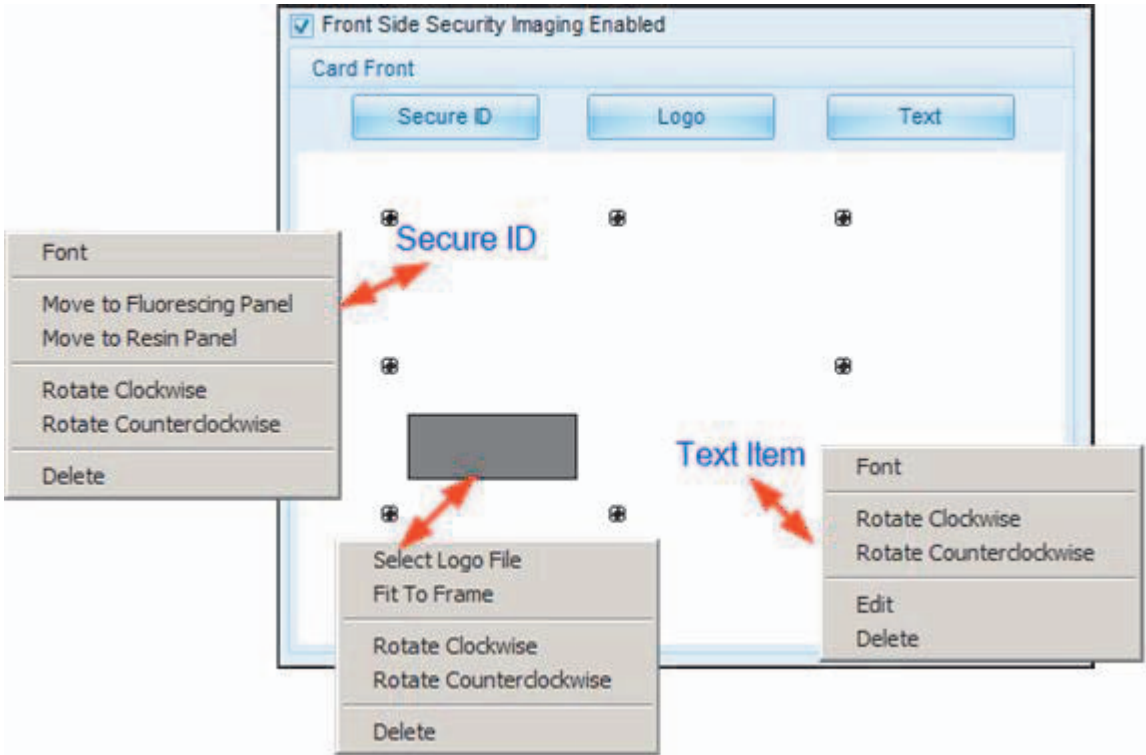 Front Side Security Imaging Enabled
Card Front
Secure ID
Logo
Text
Secure ID
Font
Move to Fluorescing Panel
Move to Resin Panel
Rotate Clockwise
Rotate Counterclockwise
Delete
Text Item
Font
Rotate Clockwise
Rotate Counterclockwise
Edit
Delete
Select Logo File
Fit To Frame
Rotate Clockwise
Rotate Counterclockwise
Delete